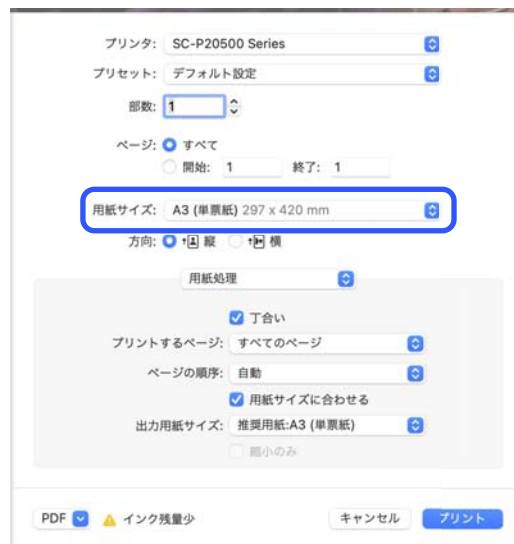 プリンタ: SC-P20500 Series
プリセット: デフォルト設定
部数: 1
ページ: すべて
開始: 1 終了: 1
用紙サイズ: A3 (単票紙) 297 x 420 mm
方向: 縦 横
用紙処理
丁合い
プリントするページ: すべてのページ
ページの順序: 自動
用紙サイズに合わせる
出力用紙サイズ: 推奨用紙:A3 (単票紙)
縮小のみ
PDF インク残量少 キャンセル プリント